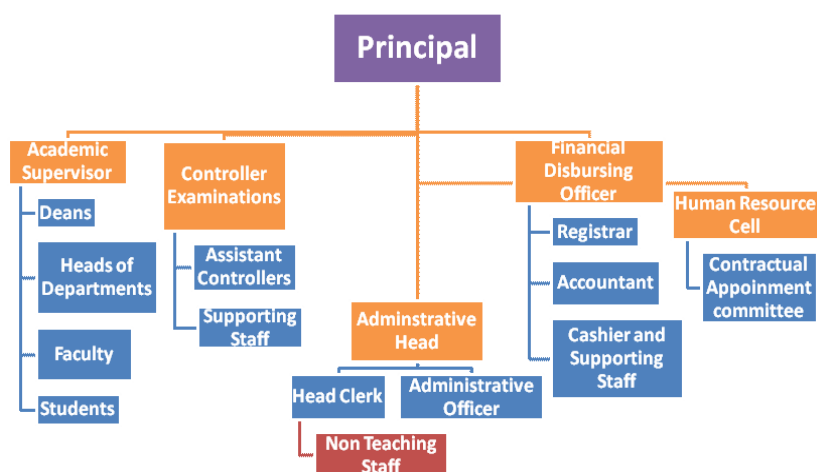 Principal
Academic
Supervisor
Deans
Heads of
Departments
Faculty
Students
Controller
Examinations
Assistant
Controllers
Supporting
Staff
Adminstrative
Head
Head Clerk
Administrative
Officer
Non Teaching
Staff
Financial
Disbursing
Officer
Registrar
Accountant
Cashier and
Supporting
Staff
Human Resource
Cell
Contractual
Appoinment
committee